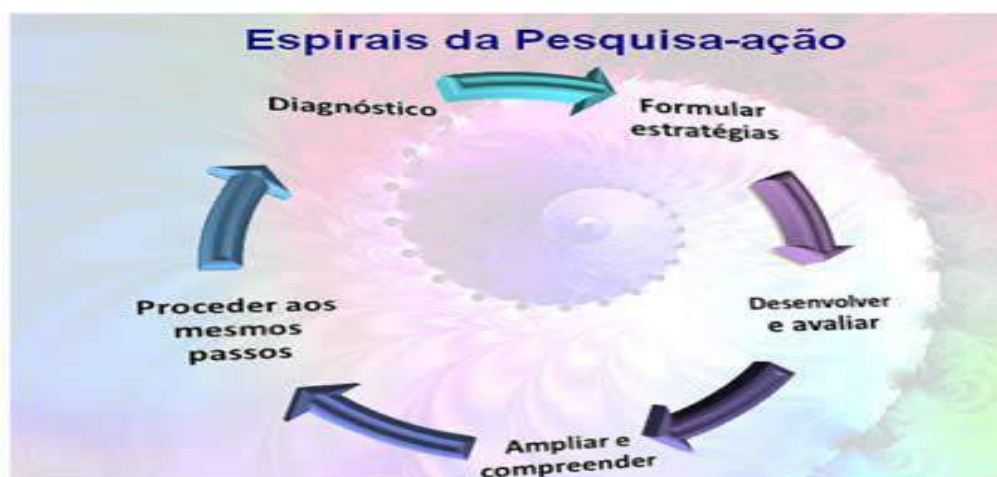 Espirais da Pesquisa-ação
Diagnóstico
Formular
estratégias
Desenvolver
e avaliar
Ampliar e
compreender
Proceder aos
mesmos
passos